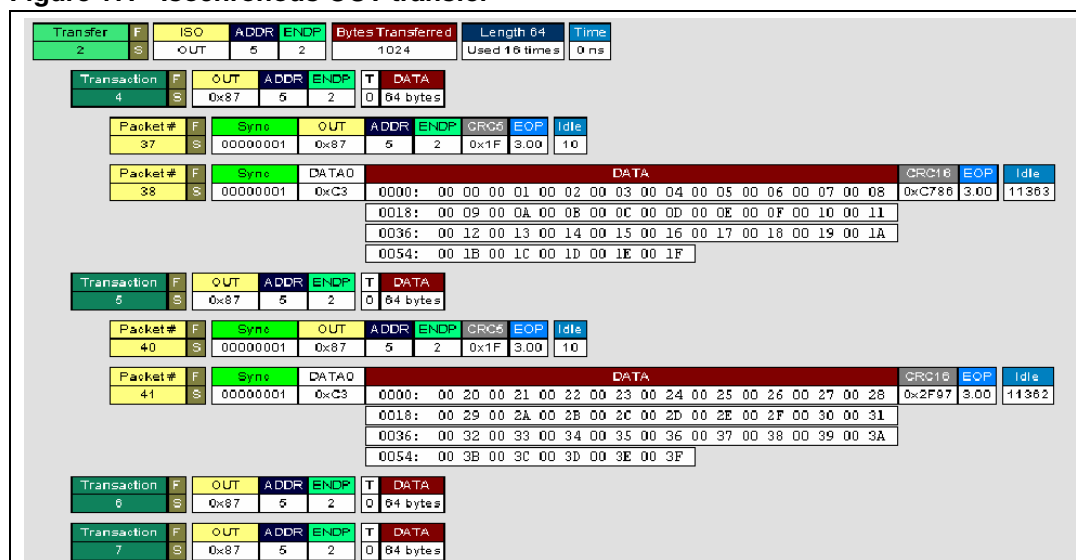 Transfer F ISO ADDR ENDP Bytes Transferred Length 64 Time
2 S OUT 5 2 1024 Used 16 times 0 ns
Transaction F OUT ADDR ENDP T DATA
4 S 0x87 5 2 0 64 bytes
Packet# F Sync OUT ADDR ENDP CRC5 EOP Idle
37 S 00000001 0x87 5 2 0x1F 3.00 10
Packet# F Sync DATA0 DATA CRC16 EOP Idle
38 S 00000001 0xC3 0000: 00 00 00 01 00 02 00 03 00 04 00 05 00 06 00 07 00 08 0xC786 3.00 11363
0018: 00 09 00 0A 00 0B 00 0C 00 0D 00 0E 00 0F 00 10 00 11
0036: 00 12 00 13 00 14 00 15 00 16 00 17 00 18 00 19 00 1A
0054: 00 1B 00 1C 00 1D 00 1E 00 1F
Transaction F OUT ADDR ENDP T DATA
5 S 0x87 5 2 0 64 bytes
Packet# F Sync OUT ADDR ENDP CRC5 EOP Idle
40 S 00000001 0x87 5 2 0x1F 3.00 10
Packet# F Sync DATA0 DATA CRC16 EOP Idle
41 S 00000001 0xC3 0000: 00 20 00 21 00 22 00 23 00 24 00 25 00 26 00 27 00 28 0x2F97 3.00 11362
0018: 00 29 00 2A 00 2B 00 2C 00 2D 00 2E 00 2F 00 30 00 31
0036: 00 32 00 33 00 34 00 35 00 36 00 37 00 38 00 39 00 3A
0054: 00 3B 00 3C 00 3D 00 3E 00 3F
Transaction F OUT ADDR ENDP T DATA
6 S 0x87 5 2 0 64 bytes
Transaction F OUT ADDR ENDP T DATA
7 S 0x87 5 2 0 64 bytes